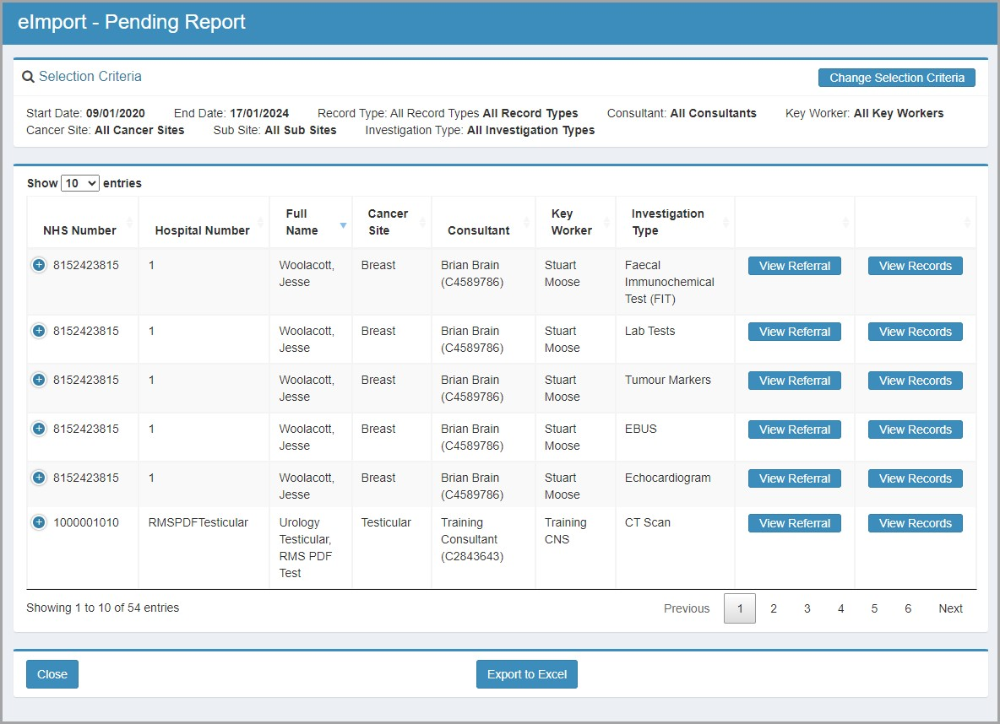 eImport - Pending Report
Selection Criteria
Change Selection Criteria
Start Date: 09/01/2020 End Date: 17/01/2024 Record Type: All Record Types All Record Types Consultant: All Consultants Key Worker: All Key Workers
Cancer Site: All Cancer Sites Sub Site: All Sub Sites Investigation Type: All Investigation Types
Show 10 entries
NHS Number
Hospital Number
Full
Name
Cancer
Site
Consultant
Key
Worker
Investigation
Type
8152423815
1
Woolacott,
Jesse
Breast
Brian Brain
(C4589786)
Stuart
Moose
Faecal
Immunochemical
Test (FIT)
View Referral
View Records
8152423815
1
Woolacott,
Jesse
Breast
Brian Brain
(C4589786)
Stuart
Moose
Lab Tests
View Referral
View Records
8152423815
1
Woolacott,
Jesse
Breast
Brian Brain
(C4589786)
Stuart
Moose
Tumour Markers
View Referral
View Records
8152423815
1
Woolacott,
Jesse
Breast
Brian Brain
(C4589786)
Stuart
Moose
EBUS
View Referral
View Records
8152423815
1
Woolacott,
Jesse
Breast
Brian Brain
(C4589786)
Stuart
Moose
Echocardiogram
View Referral
View Records
1000001010
RMSPDFTesticular
Urology
Testicular,
RMS PDF
Test
Testicular
Training
Consultant
(C2843643)
Training
CNS
CT Scan
View Referral
View Records
Showing 1 to 10 of 54 entries
Previous 1 2 3 4 5 6 Next
Close
Export to Excel